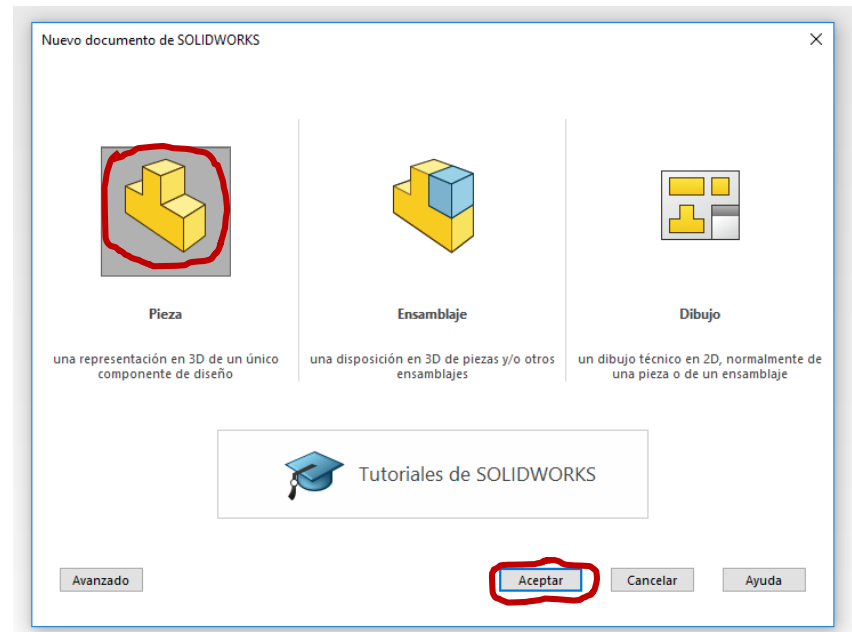 Nuevo documento de SOLIDWORKS
Pieza
una representación en 3D de un único
componente de diseño
Ensamblaje
una disposición en 3D de piezas y/o otros
ensamblajes
Dibujo
un dibujo técnico en 2D, normalmente de
una pieza o de un ensamblaje
Tutoriales de SOLIDWORKS
Avanzado
Aceptar
Cancelar
Ayuda